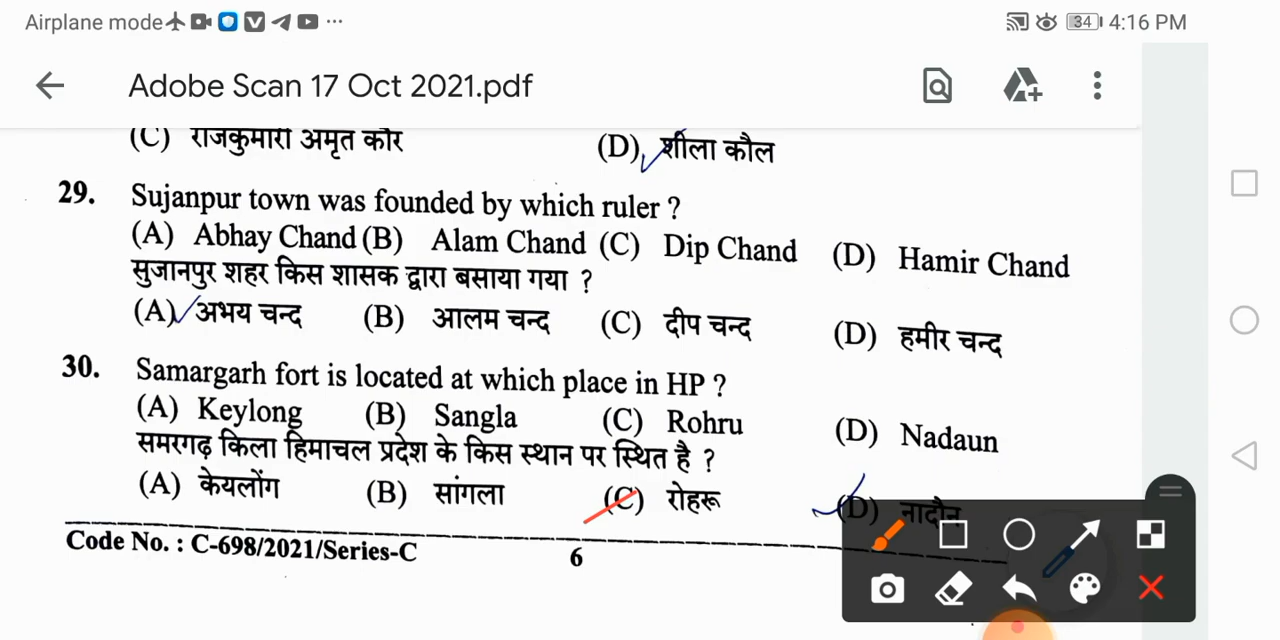 Airplane mode ... 34 4:16 PM
Adobe Scan 17 Oct 2021.pdf
(C) राजकुमारी अमृत कौर (D) शीला कौल
29. Sujanpur town was founded by which ruler ?
(A) Abhay Chand (B) Alam Chand (C) Dip Chand (D) Hamir Chand
सुजानपुर शहर किस शासक द्वारा बसाया गया ?
(A) अभय चन्द (B) आलम चन्द (C) दीप चन्द (D) हमीर चन्द
30. Samargarh fort is located at which place in HP ?
(A) Keylong (B) Sangla (C) Rohru (D) Nadaun
समरगढ़ किला हिमाचल प्रदेश के किस स्थान पर स्थित है ?
(A) केयलोंग (B) सांगला (C) रोहरू (D) नादौन
Code No. : C-698/2021/Series-C 6